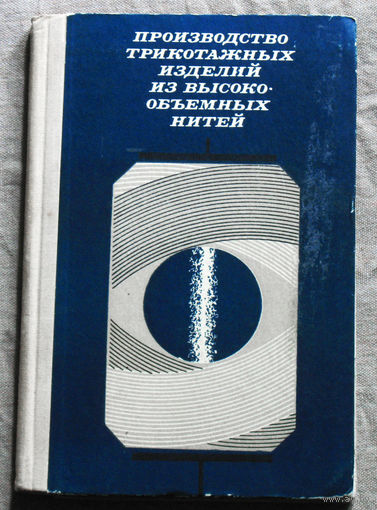 ПРОИЗВОДСТВО
ТРИКОТАЖНЫХ
ИЗДЕЛИЙ
ИЗ ВЫСОКО-
ОБЪЕМНЫХ
НИТЕЙ